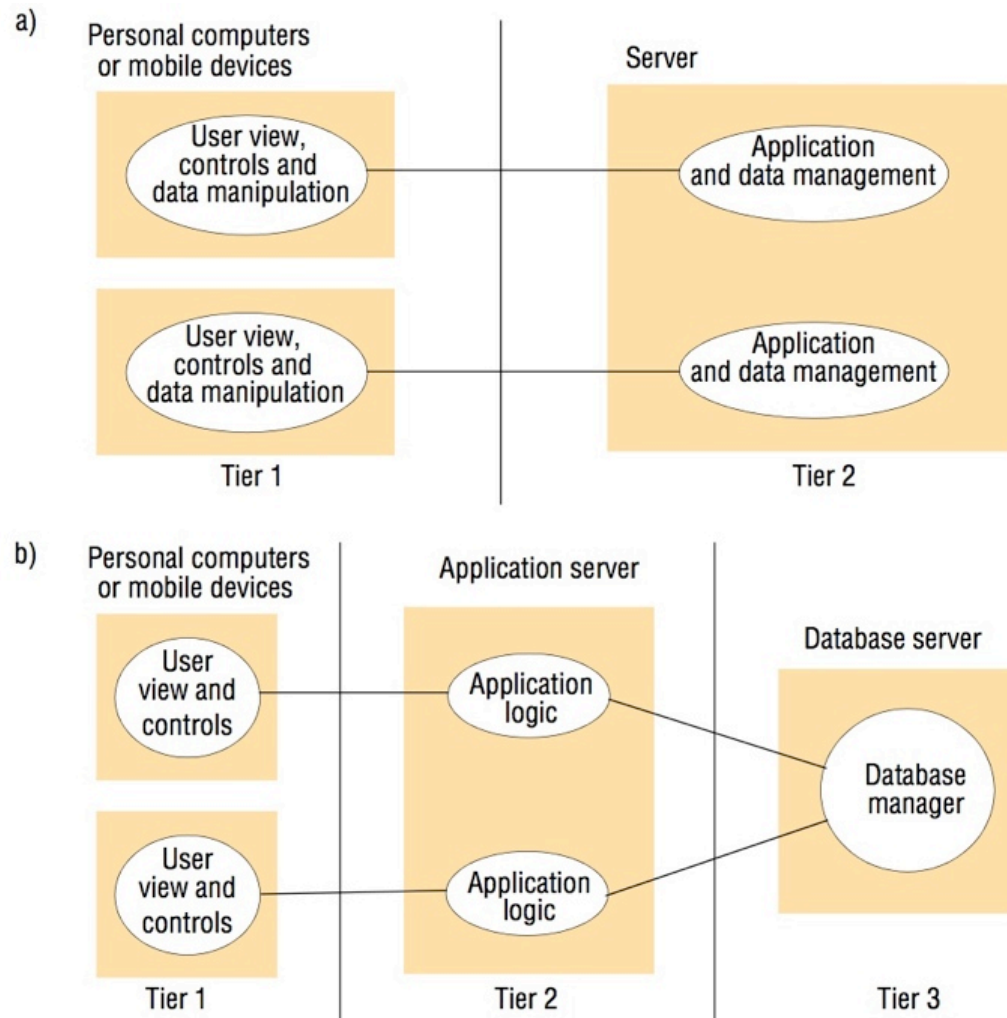 a)
Personal computers
or mobile devices
Server
User view,
controls and
data manipulation
Application
and data management
User view,
controls and
data manipulation
Application
and data management
Tier 1
Tier 2
b)
Personal computers
or mobile devices
Application server
Database server
User
view and
controls
Application
logic
Database
manager
User
view and
controls
Application
logic
Tier 1
Tier 2
Tier 3